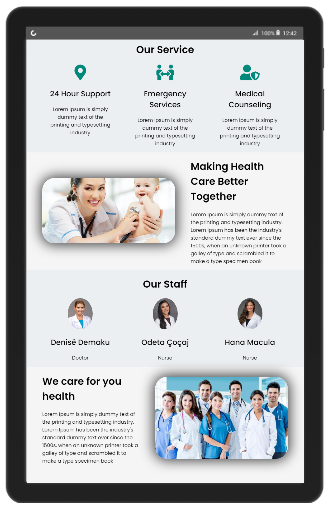 100% 12:42
Our Service
24 Hour Support
Lorem Ipsum is simply
dummy text of the
printing and typesetting
industry
Emergency
Services
Lorem Ipsum is simply
dummy text of the
printing and typesetting
industry
Medical
Counseling
Lorem Ipsum is simply
dummy text of the
printing and typesetting
industry
Making Health
Care Better
Together
Lorem Ipsum is simply dummy text of
the printing and typesetting industry.
Lorem Ipsum has been the industry's
standard dummy text ever since the
1500s, when an unknown printer took a
galley of type and scrambled it to
make a type specimen book
Our Staff
Denisë Demaku
Doctor
Odeta Çoçaj
Nurse
Hana Macula
Nurse
We care for you
health
Lorem Ipsum is simply dummy text of
the printing and typesetting industry.
Lorem Ipsum has been the industry's
standard dummy text ever since the
1500s, when an unknown printer took a
galley of type and scrambled it to
make a type specimen book